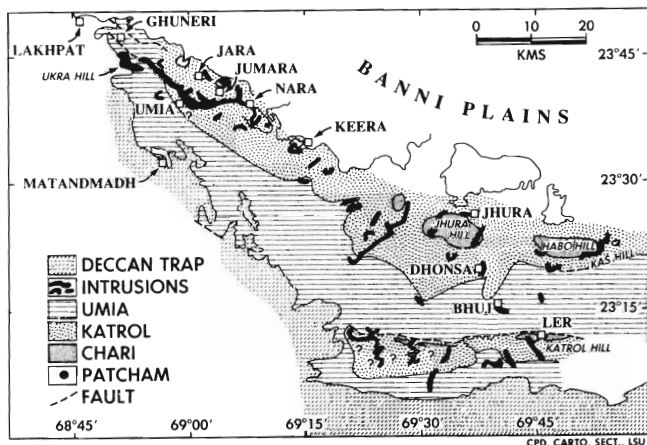 GHUNERI
LAKHPAT
JARA
UKRA HILL
JUMARA
NARA
UMIA
?
KEERA
BANNI PLAINS
0 10 20
KMS
23°45'
MATANDMADH
23°30'
JHURA
JHURA HILL
HABO HILL
KAS HILL
DHONSA
BHUJ
23°15'
LER
KATROL HILL
? ?
DECCAN TRAP
INTRUSIONS
UMIA
KATROL
CHARI
PATCHAM
FAULT
68°45' 69°00 69°15' 69°30' 69°45'
CPD CARTO. SECT., LSU